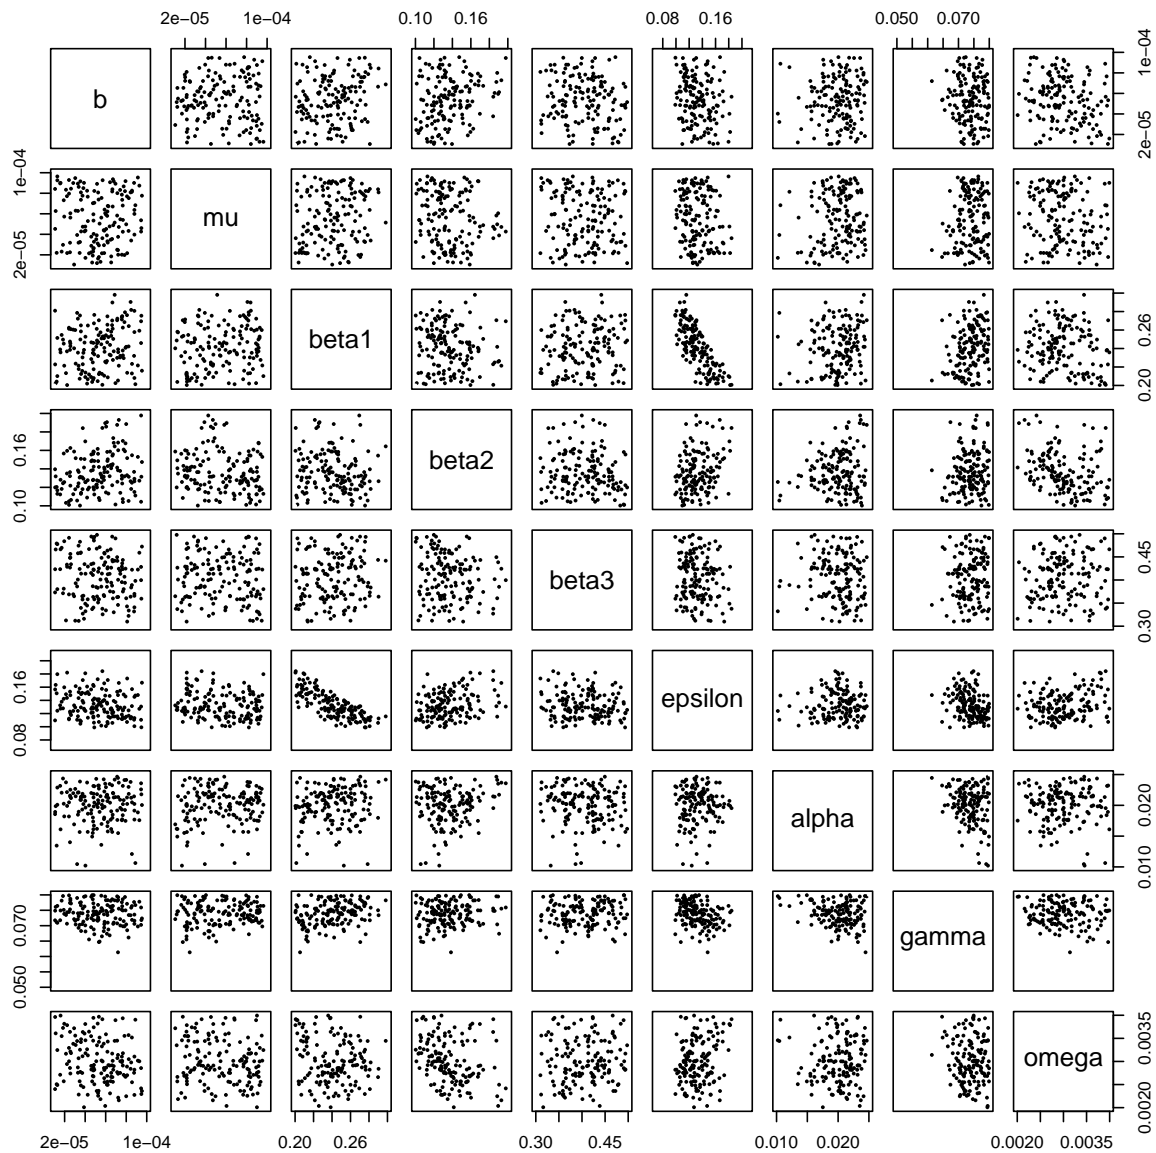 2e−05 1e−04 0.10 0.16 0.08 0.16 0.050 0.070
b
2e−05 1e−04
2e−05 1e−04
mu
beta1
0.20 0.26
0.10 0.16
beta2
beta3
0.30 0.45
0.08 0.16
epsilon
alpha
0.010 0.020
0.050 0.070
gamma
omega
0.0020 0.0035
2e−05 1e−04 0.20 0.26 0.30 0.45 0.010 0.020 0.0020 0.0035